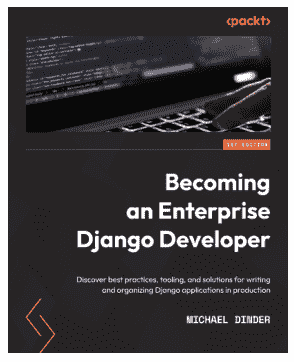 <packt>
1ST EDITION
Becoming
an Enterprise
Django Developer
Discover best practices, tooling, and solutions for writing
and organizing Django applications in production
MICHAEL DINDER